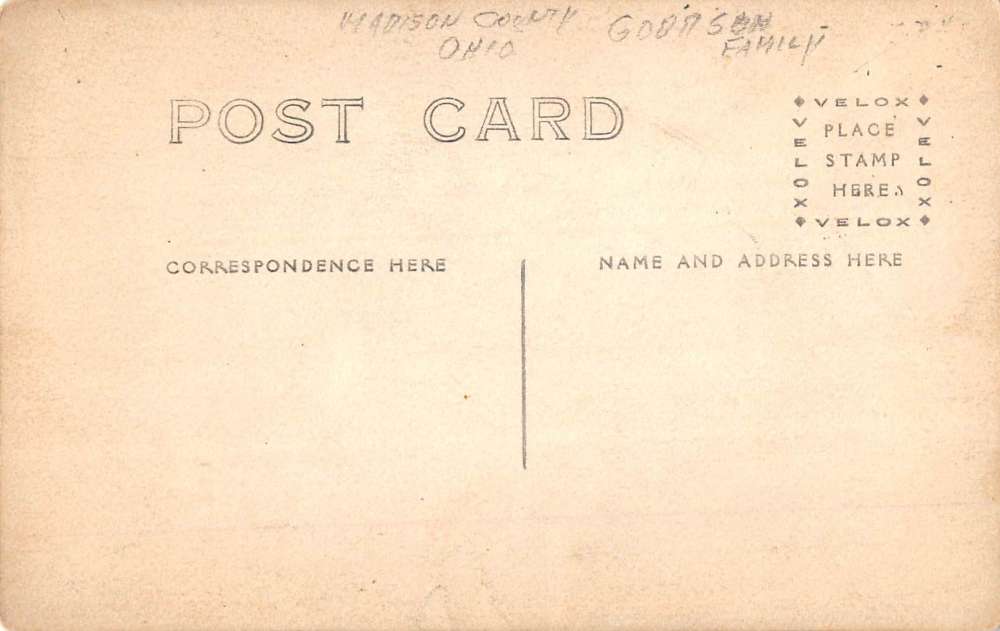 MADISON COUNTY
OHIO
FAMILY
POST CARD
VELOX
VELOX
PLACE
STAMP
HERE
VELOX
VELOX
CORRESPONDENCE HERE
NAME AND ADDRESS HERE